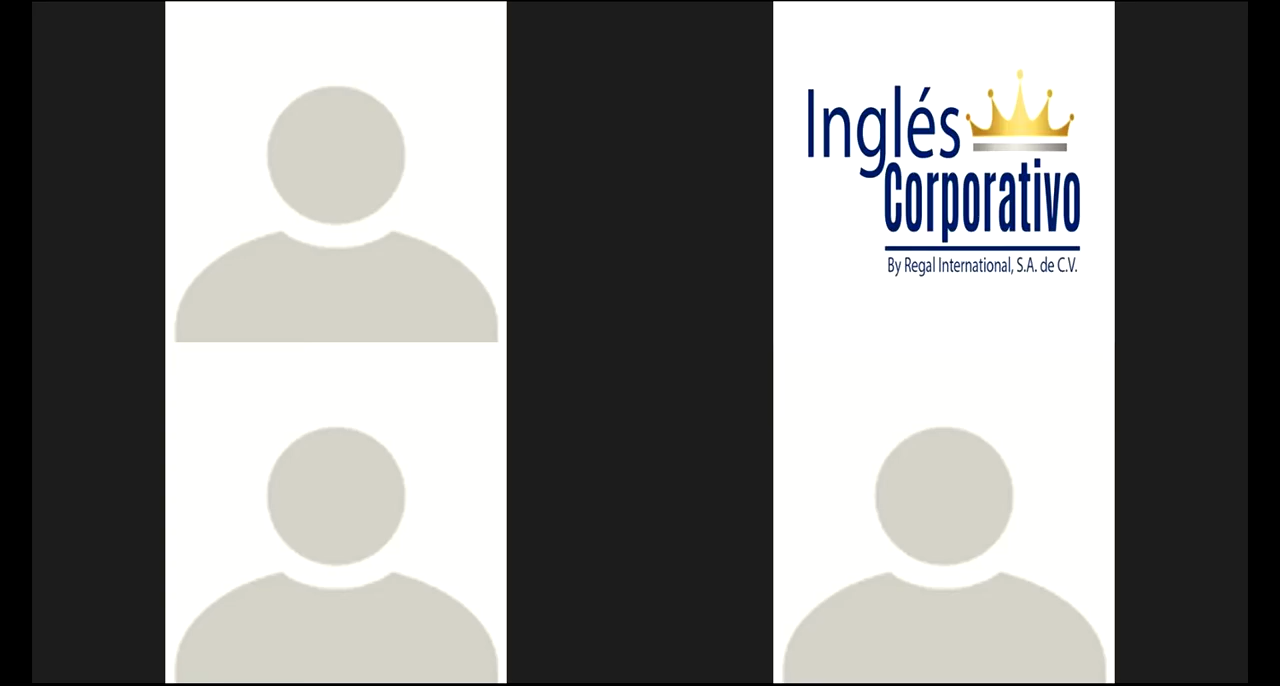 Inglés
Corporativo
By Regal International, S.A. de C.V.